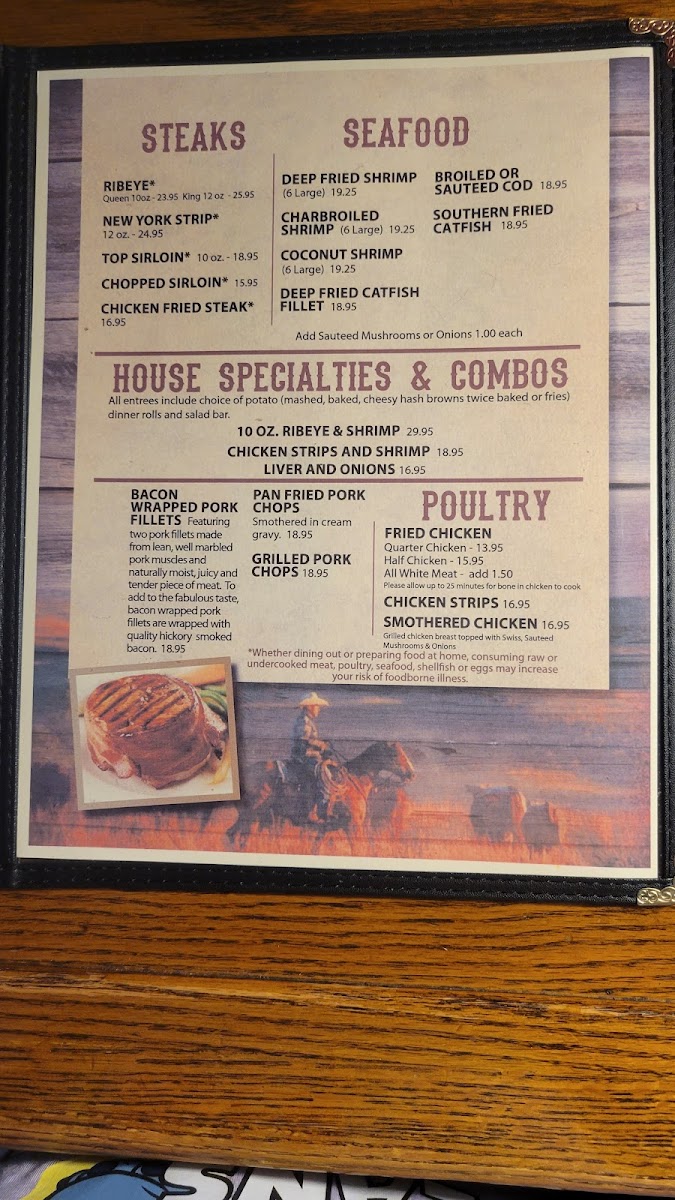 STEAKS
RIBEYE*
Queen 10oz - 23.95 King 12 oz - 25.95
NEW YORK STRIP*
12 oz. - 24.95
TOP SIRLOIN* 10 oz. - 18.95
CHOPPED SIRLOIN* 15.95
CHICKEN FRIED STEAK*
16.95
SEAFOOD
DEEP FRIED SHRIMP
(6 Large) 19.25
CHARBROILED
SHRIMP (6 Large) 19.25
COCONUT SHRIMP
(6 Large) 19.25
DEEP FRIED CATFISH
FILLET 18.95
BROILED OR
SAUTEED COD 18.95
SOUTHERN FRIED
CATFISH 18.95
Add Sauteed Mushrooms or Onions 1.00 each
HOUSE SPECIALTIES & COMBOS
All entrees include choice of potato (mashed, baked, cheesy hash browns twice baked or fries)
dinner rolls and salad bar.
10 OZ. RIBEYE & SHRIMP 29.95
CHICKEN STRIPS AND SHRIMP 18.95
LIVER AND ONIONS 16.95
BACON
WRAPPED PORK
FILLETS Featuring
two pork fillets made
from lean, well marbled
pork muscles and
naturally moist, juicy and
tender piece of meat. To
add to the fabulous taste,
bacon wrapped pork
fillets are wrapped with
quality hickory smoked
bacon. 18.95
PAN FRIED PORK
CHOPS
Smothered in cream
gravy. 18.95
GRILLED PORK
CHOPS 18.95
POULTRY
FRIED CHICKEN
Quarter Chicken - 13.95
Half Chicken - 15.95
All White Meat - add 1.50
Please allow up to 25 minutes for bone in chicken to cook
CHICKEN STRIPS 16.95
SMOTHERED CHICKEN 16.95
Grilled chicken breast topped with Swiss, Sauteed
Mushrooms & Onions
*Whether dining out or preparing food at home, consuming raw or
undercooked meat, poultry, seafood, shellfish or eggs may increase
your risk of foodborne illness.